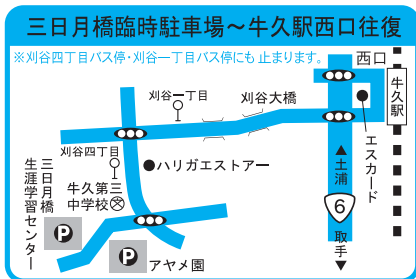 三日月橋臨時駐車場～牛久駅西口往復
※刈谷四丁目バス停・刈谷一丁目バス停にも止まります。
西口
牛久駅
刈谷一丁目
刈谷大橋
エスカード
刈谷四丁目
ハリガエストアー
▲土浦
6
取手▼
三日月橋
生涯学習センター
牛久第三
中学校
文
P
P
アヤメ園